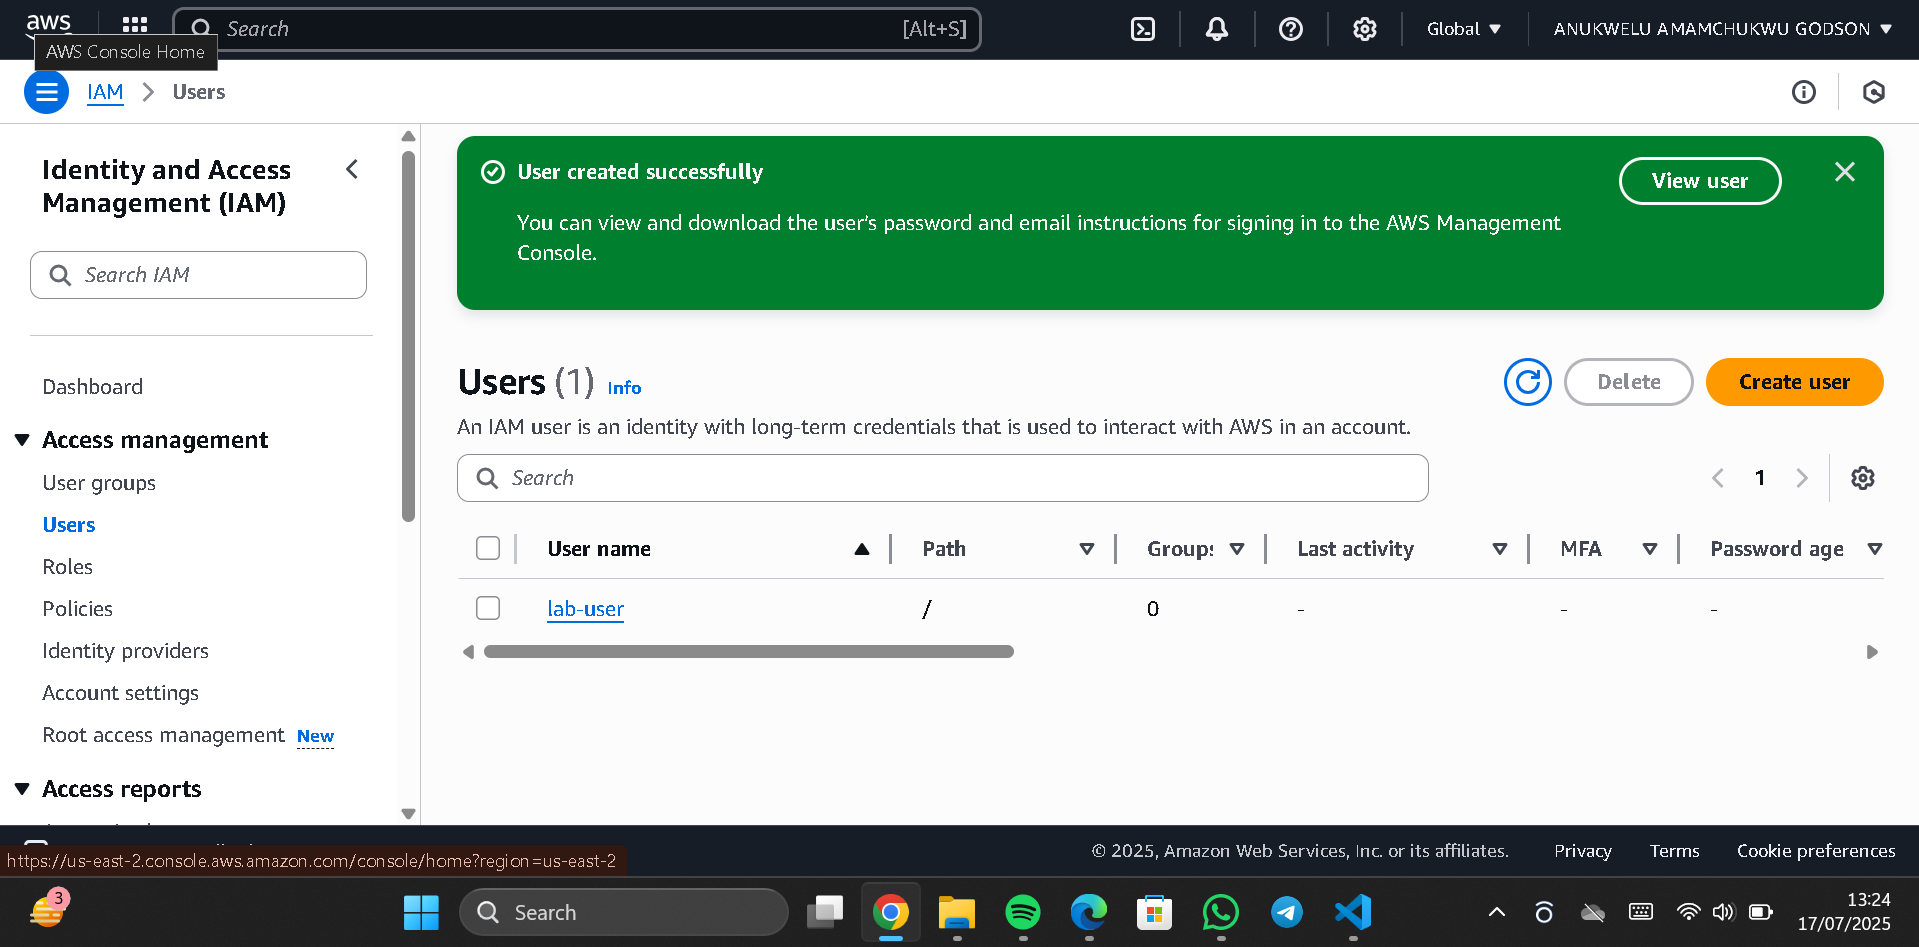 aws
Search
[Alt+S]
Global
ANUKWELU AMAMCHUKWU GODSON
AWS Console Home
IAM
Users
Identity and Access
Management (IAM)
Search IAM
Dashboard
Access management
User groups
Users
Roles
Policies
Identity providers
Account settings
Root access management New
Access reports
User created successfully
You can view and download the user's password and email instructions for signing in to the AWS Management
Console.
View user
Users (1) Info
Delete
Create user
An IAM user is an identity with long-term credentials that is used to interact with AWS in an account.
Search
1
User name
Path
Groups
Last activity
MFA
Password age
lab-user
/
0
-
-
-
© 2025, Amazon Web Services, Inc. or its affiliates.
Privacy
Terms
Cookie preferences
https://us-east-2.console.aws.amazon.com/console/home?region=us-east-2
3
Search
13:24
17/07/2025